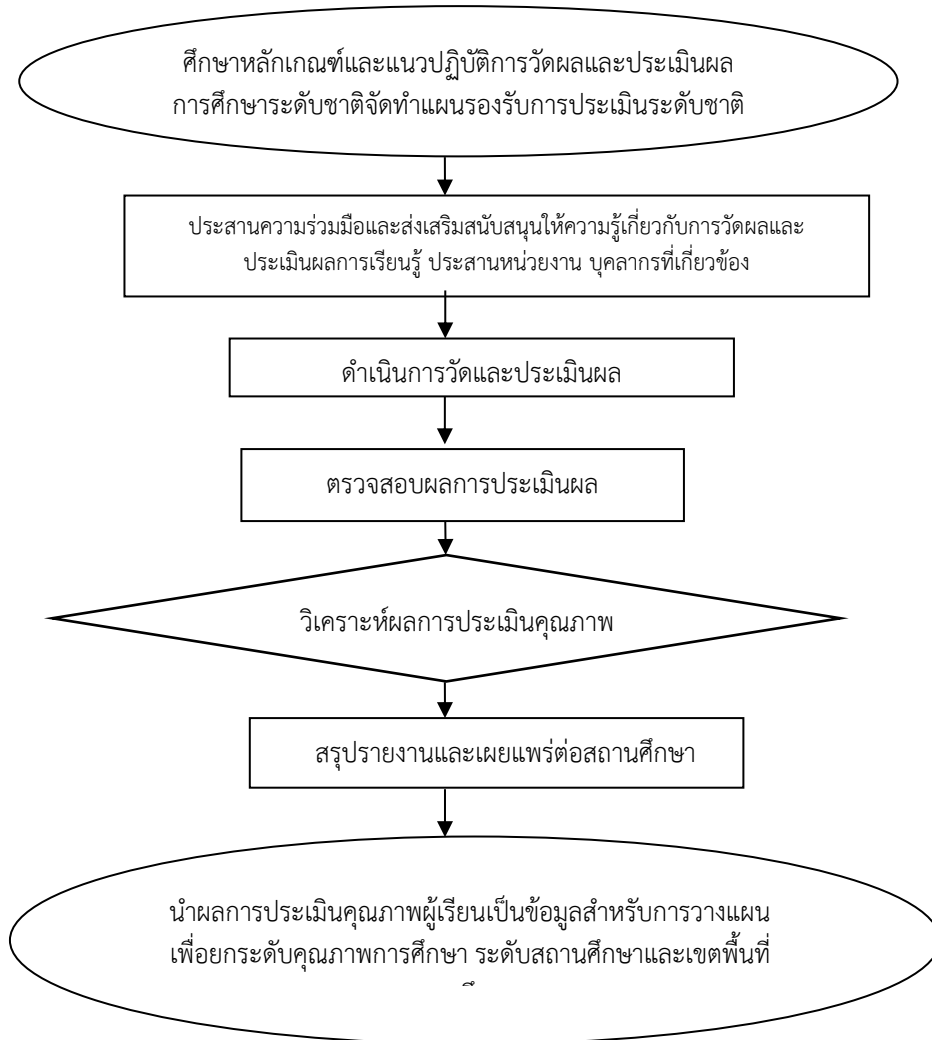 ศึกษาหลักเกณฑ์และแนวปฏิบัติการวัดผลและประเมินผล
การศึกษาระดับชาติจัดทำแผนรองรับการประเมินระดับชาติ
ประสานความร่วมมือและส่งเสริมสนับสนุนให้ความรู้เกี่ยวกับการวัดผลและ
ประเมินผลการเรียนรู้ ประสานหน่วยงาน บุคลากรที่เกี่ยวข้อง
ดำเนินการวัดและประเมินผล
ตรวจสอบผลการประเมินผล
วิเคราะห์ผลการประเมินคุณภาพ
สรุปรายงานและเผยแพร่ต่อสถานศึกษา
นำผลการประเมินคุณภาพผู้เรียนเป็นข้อมูลสำหรับการวางแผน
เพื่อยกระดับคุณภาพการศึกษา ระดับสถานศึกษาและเขตพื้นที่